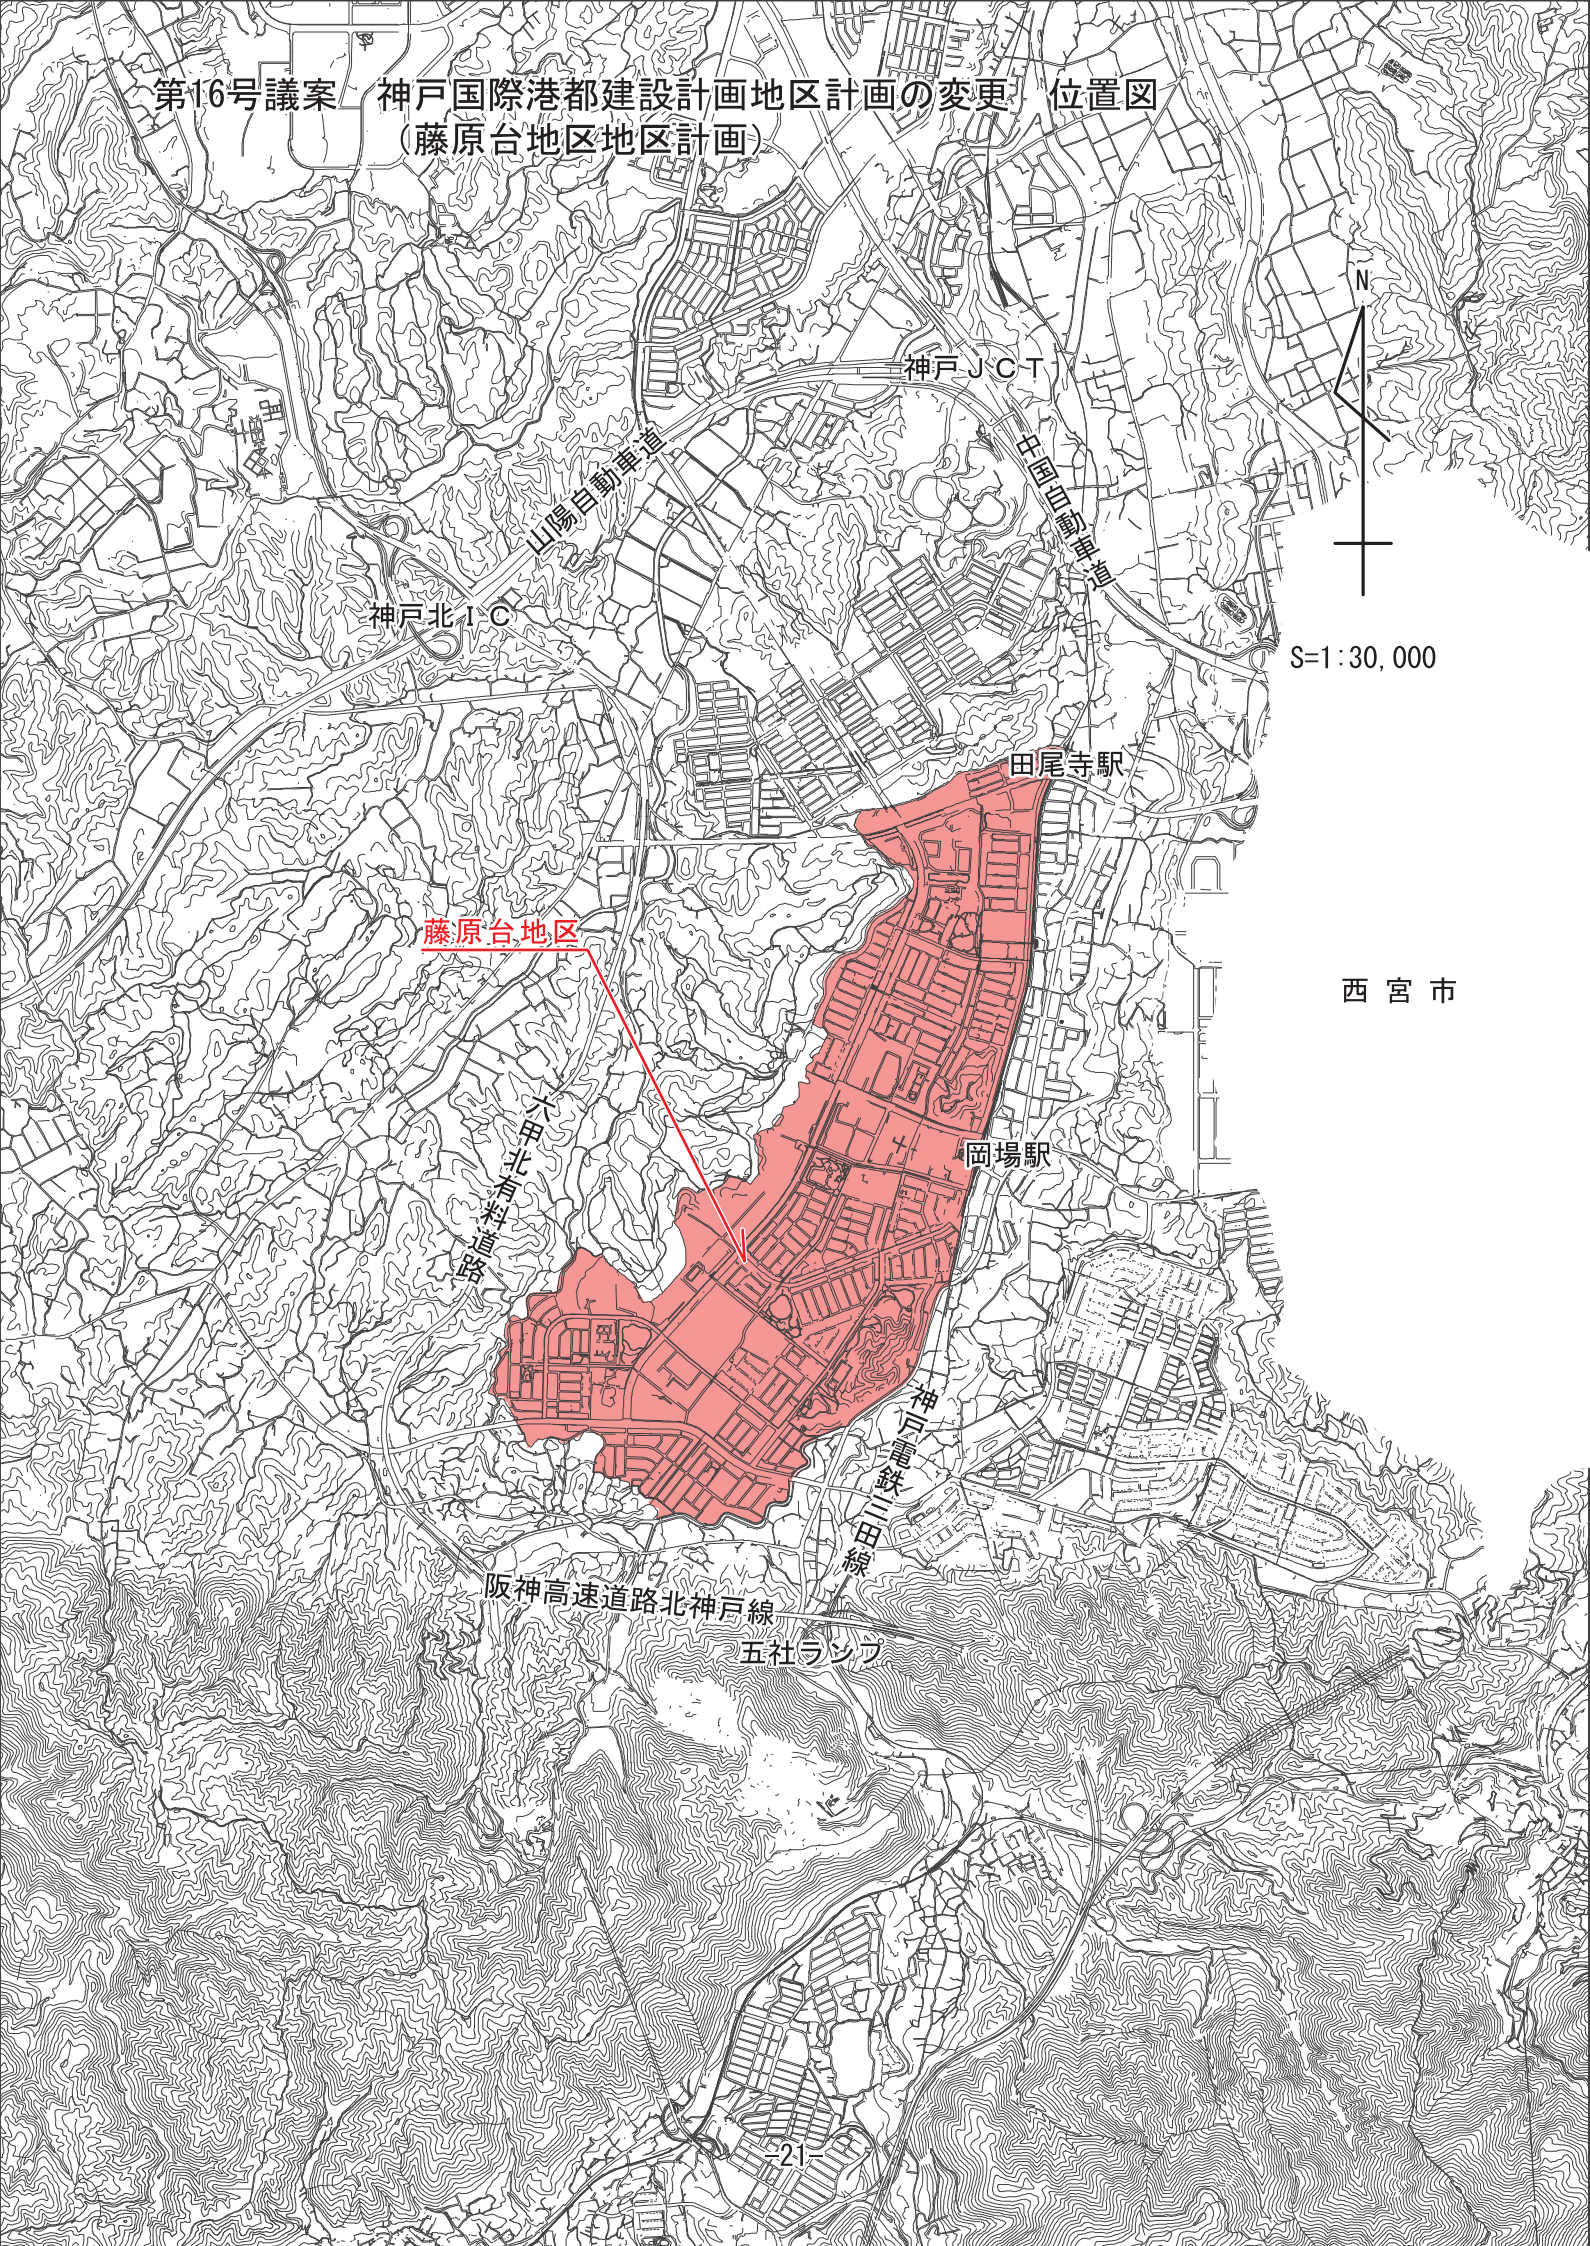 第16号議案　神戸国際港都建設計画地区計画の変更　位置図
（藤原台地区地区計画）
N
神戸ＪＣＴ
中国自動車道
山陽自動車道
神戸北ＩＣ
S=1:30,000
田尾寺駅
藤原台地区
西宮市
六甲北有料道路
岡場駅
神戸電鉄三田線
阪神高速道路北神戸線
五社ランプ
-21-